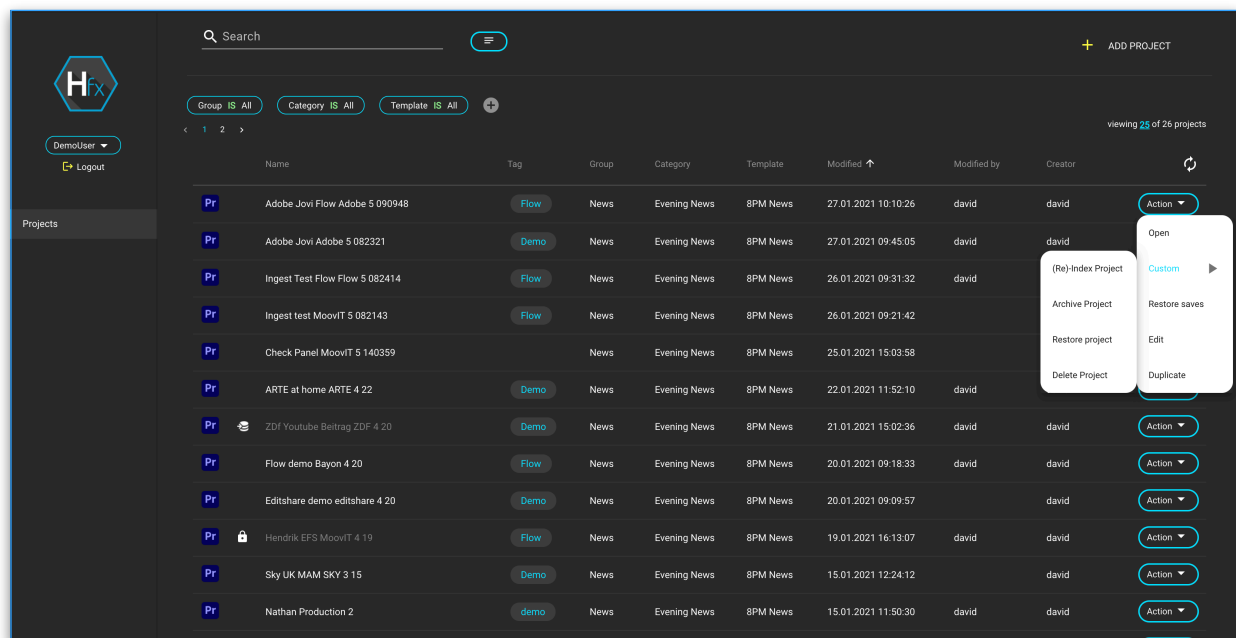 Search
ADD PROJECT
Hfx
Group IS All Category IS All Template IS All
1 2
viewing 25 of 26 projects
DemoUser
Logout
Projects
Name Tag Group Category Template Modified Modified by Creator
Pr Adobe Jovi Flow Adobe 5 090948 Flow News Evening News 8PM News 27.01.2021 10:10:26 david david Action
Pr Adobe Jovi Adobe 5 082321 Demo News Evening News 8PM News 27.01.2021 09:45:05 david david
Pr Ingest Test Flow Flow 5 082414 Flow News Evening News 8PM News 26.01.2021 09:31:32 david
Pr Ingest test MoovIT 5 082143 Flow News Evening News 8PM News 26.01.2021 09:21:42
Pr Check Panel MoovIT 5 140359 News Evening News 8PM News 25.01.2021 15:03:58
Pr ARTE at home ARTE 4 22 Demo News Evening News 8PM News 22.01.2021 11:52:10 david
Pr ZDf Youtube Beitrag ZDF 4 20 Demo News Evening News 8PM News 21.01.2021 15:02:36 david david Action
Pr Flow demo Bayon 4 20 Flow News Evening News 8PM News 20.01.2021 09:18:33 david david Action
Pr Editshare demo editshare 4 20 Demo News Evening News 8PM News 20.01.2021 09:09:57 david david Action
Pr Hendrik EFS MoovIT 4 19 Flow News Evening News 8PM News 19.01.2021 16:13:07 david david Action
Pr Sky UK MAM SKY 3 15 Demo News Evening News 8PM News 15.01.2021 12:24:12 david Action
Pr Nathan Production 2 demo News Evening News 8PM News 15.01.2021 11:50:30 david david Action
Open
Custom
Restore saves
Edit
Duplicate
(Re)-Index Project
Archive Project
Restore project
Delete Project